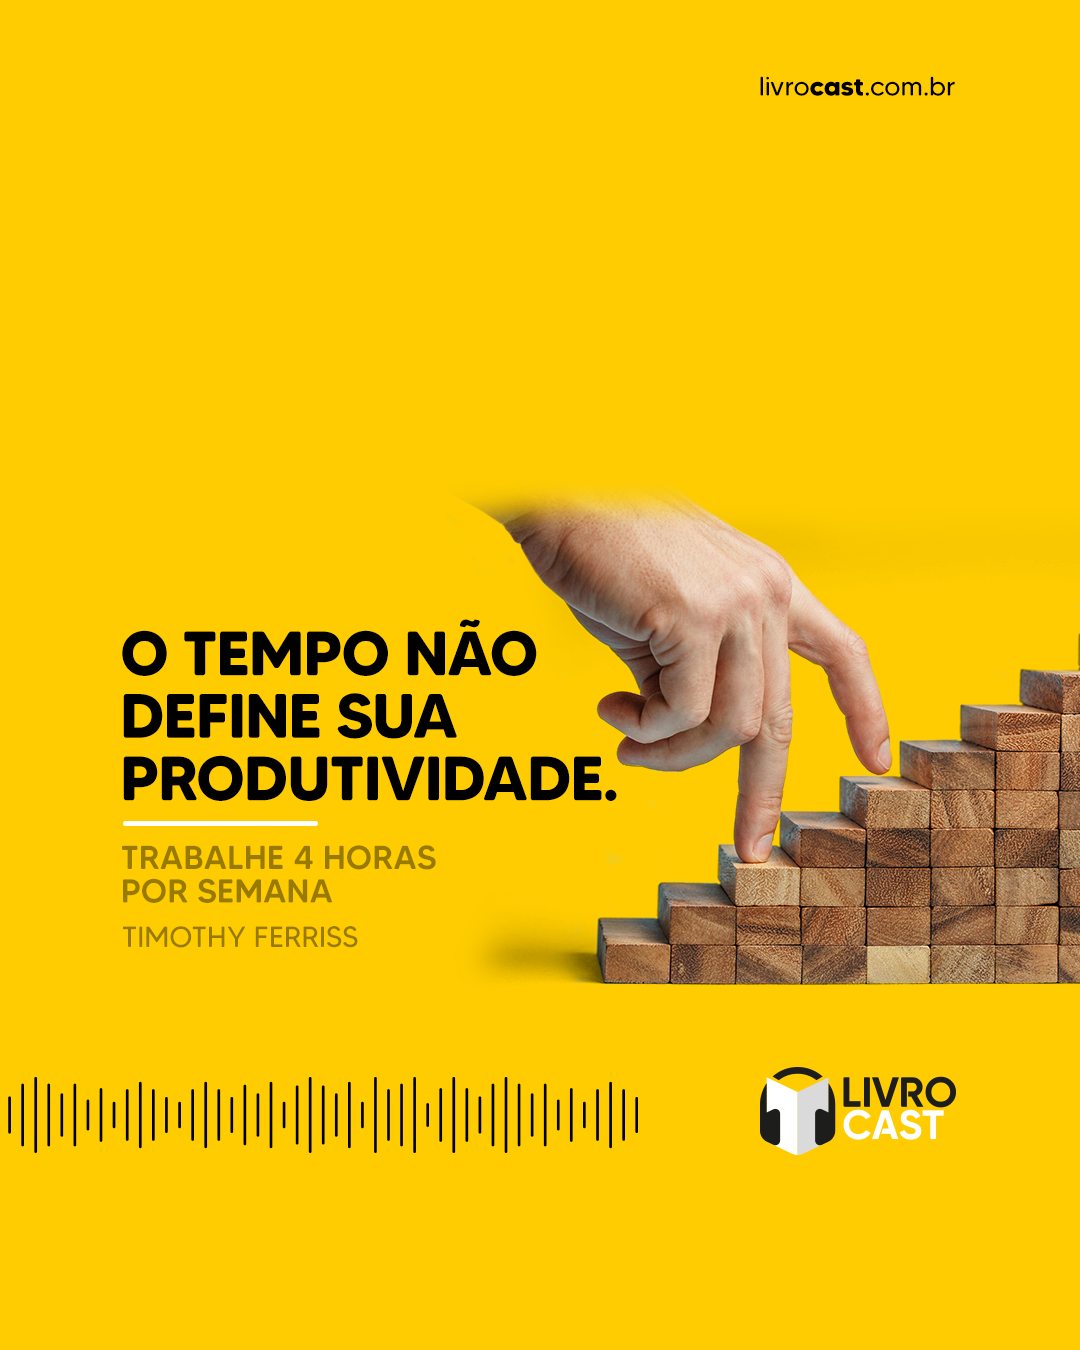 livrocast.com.br
O TEMPO NÃO
DEFINE SUA
PRODUTIVIDADE.
TRABALHE 4 HORAS
POR SEMANA
TIMOTHY FERRISS
LIVRO
CAST